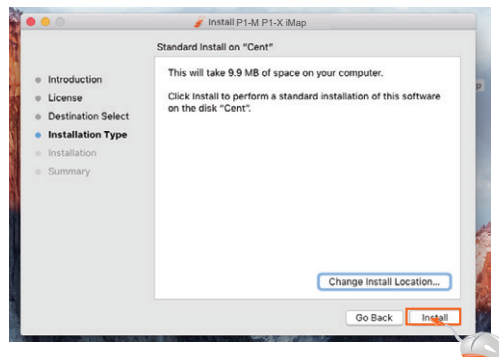 Install P1-M P1-X iMap
Standard Install on "Cent"
Introduction
License
Destination Select
Installation Type
Installation
Summary
This will take 9.9 MB of space on your computer.
Click Install to perform a standard installation of this software
on the disk "Cent".
Change Install Location...
Go Back
Install